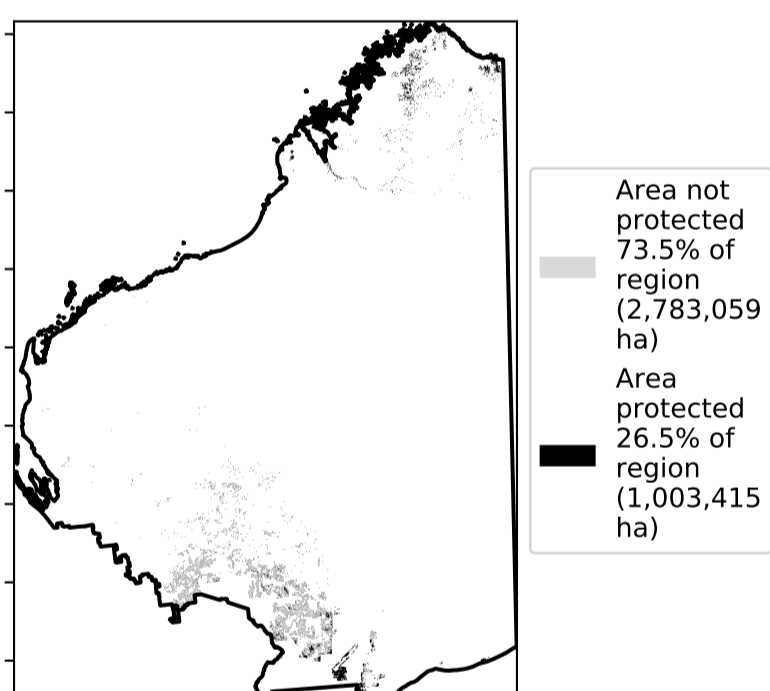 Area not
protected
73.5% of
region
(2,783,059
ha)
Area
protected
26.5% of
region
(1,003,415
ha)